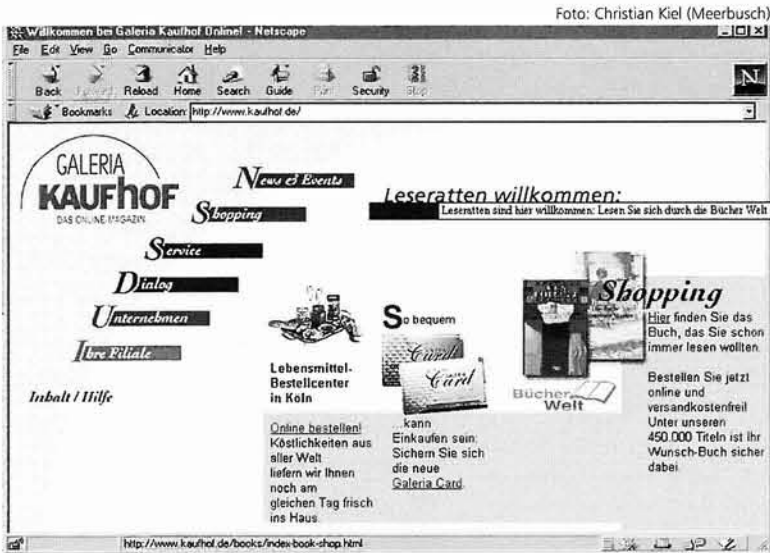 Foto: Christian Kiel (Meerbusch)
Willkommen bei Galeria Kaufhof Online! - Netscape
File Edit View Go Communicator Help
Back Forward Reload Home Search Guide Print Security Stop
Bookmarks Location: http://www.kaufhof.de/
GALERIA
KAUFhOF
DAS ONLINE MAGAZIN
News & Events
Shopping
Service
Dialog
Unternehmen
Ihre Filiale
Inhalt / Hilfe
Leseratten willkommen:
Leseratten sind hier willkommen: Lesen Sie sich durch die Bücher Welt
Lebensmittel-
Bestellcenter
in Köln
Online bestellen!
Köstlichkeiten aus
aller Welt
liefern wir Ihnen
noch am
gleichen Tag frisch
ins Haus.
So bequem
Card
Card
...kann
Einkaufen sein:
Sichern Sie sich
die neue
Galeria Card.
Bücher
Welt
Shopping
Hier finden Sie das
Buch, das Sie schon
immer lesen wollten.
Bestellen Sie jetzt
online und
versandkostenfrei!
Unter unseren
450.000 Titeln ist Ihr
Wunsch-Buch sicher
dabei.
http://www.kaufhof.de/books/index-book-shop.html